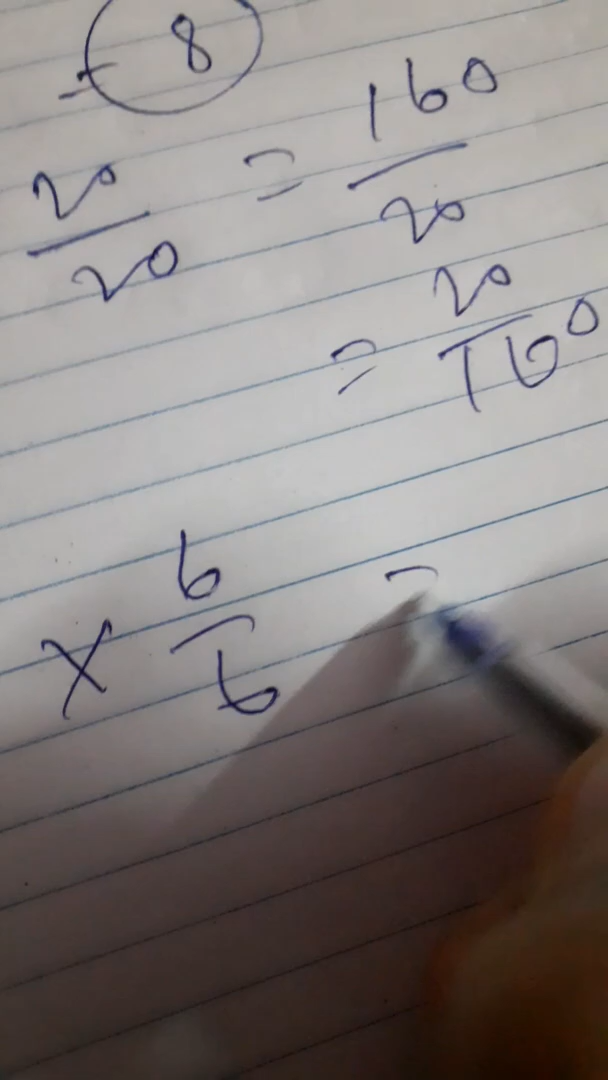 = 8
20/20 = 160/20
= 20/160
× 6/6 =